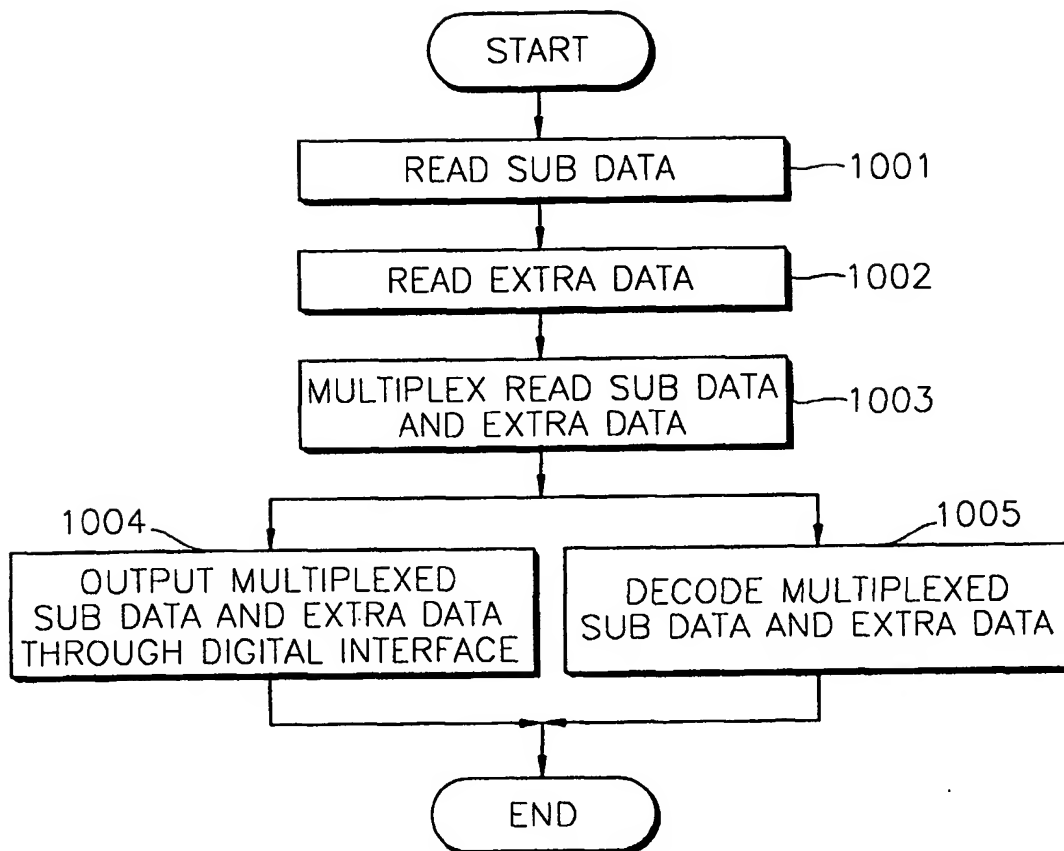 START
READ SUB DATA
1001
READ EXTRA DATA
1002
MULTIPLEX READ SUB DATA
AND EXTRA DATA
1003
1004
OUTPUT MULTIPLEXED
SUB DATA AND EXTRA DATA
THROUGH DIGITAL INTERFACE
1005
DECODE MULTIPLEXED
SUB DATA AND EXTRA DATA
END